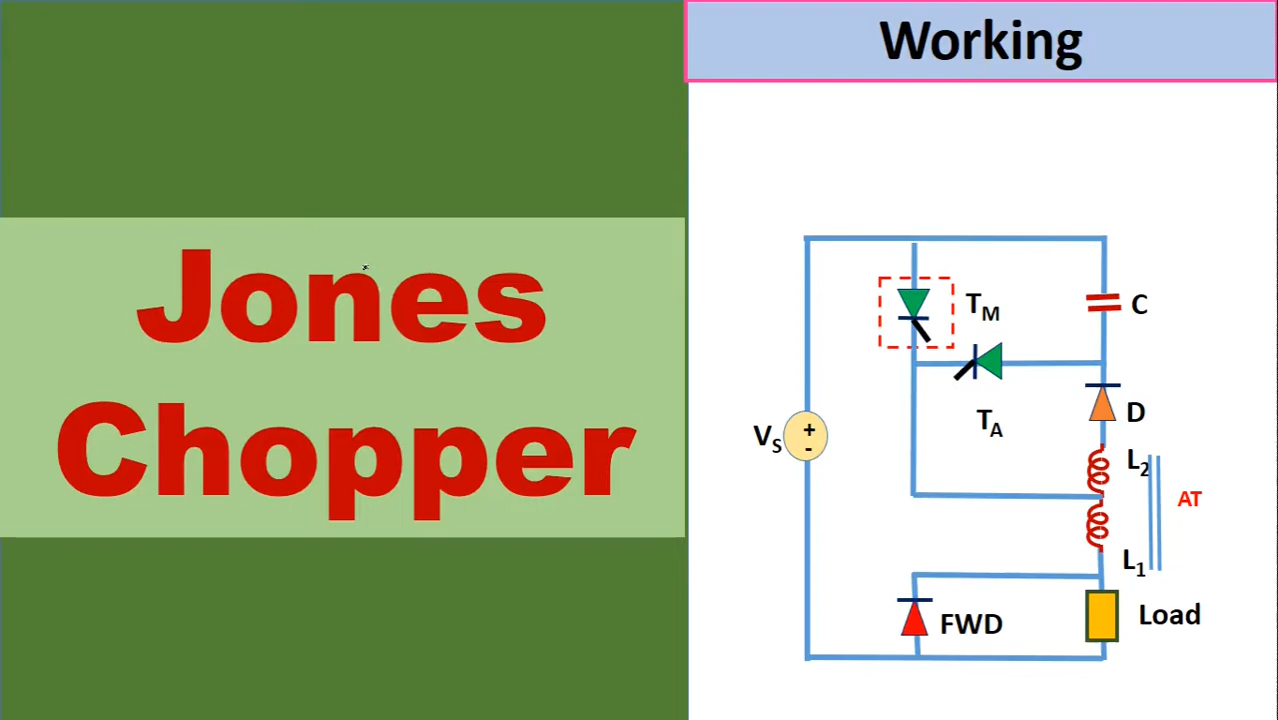 Jones
Chopper
Working
T_M
C
T_A
D
V_S
+
-
L_2
AT
L_1
FWD
Load